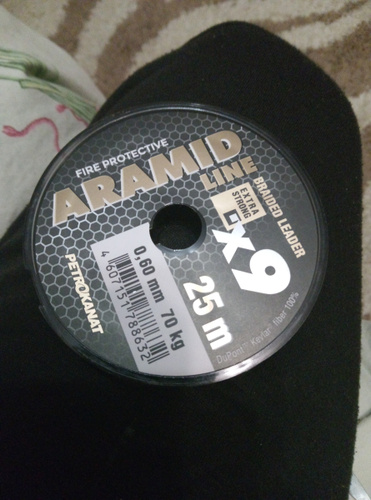 FIRE PROTECTIVE
ARAMID
LINE
BRAIDED LEADER
EXTRA
STRONG
x9
25 m
PETROKANAT
0,60 mm 70 kg
4 607151 788632
DuPont™ Kevlar® fiber 100%